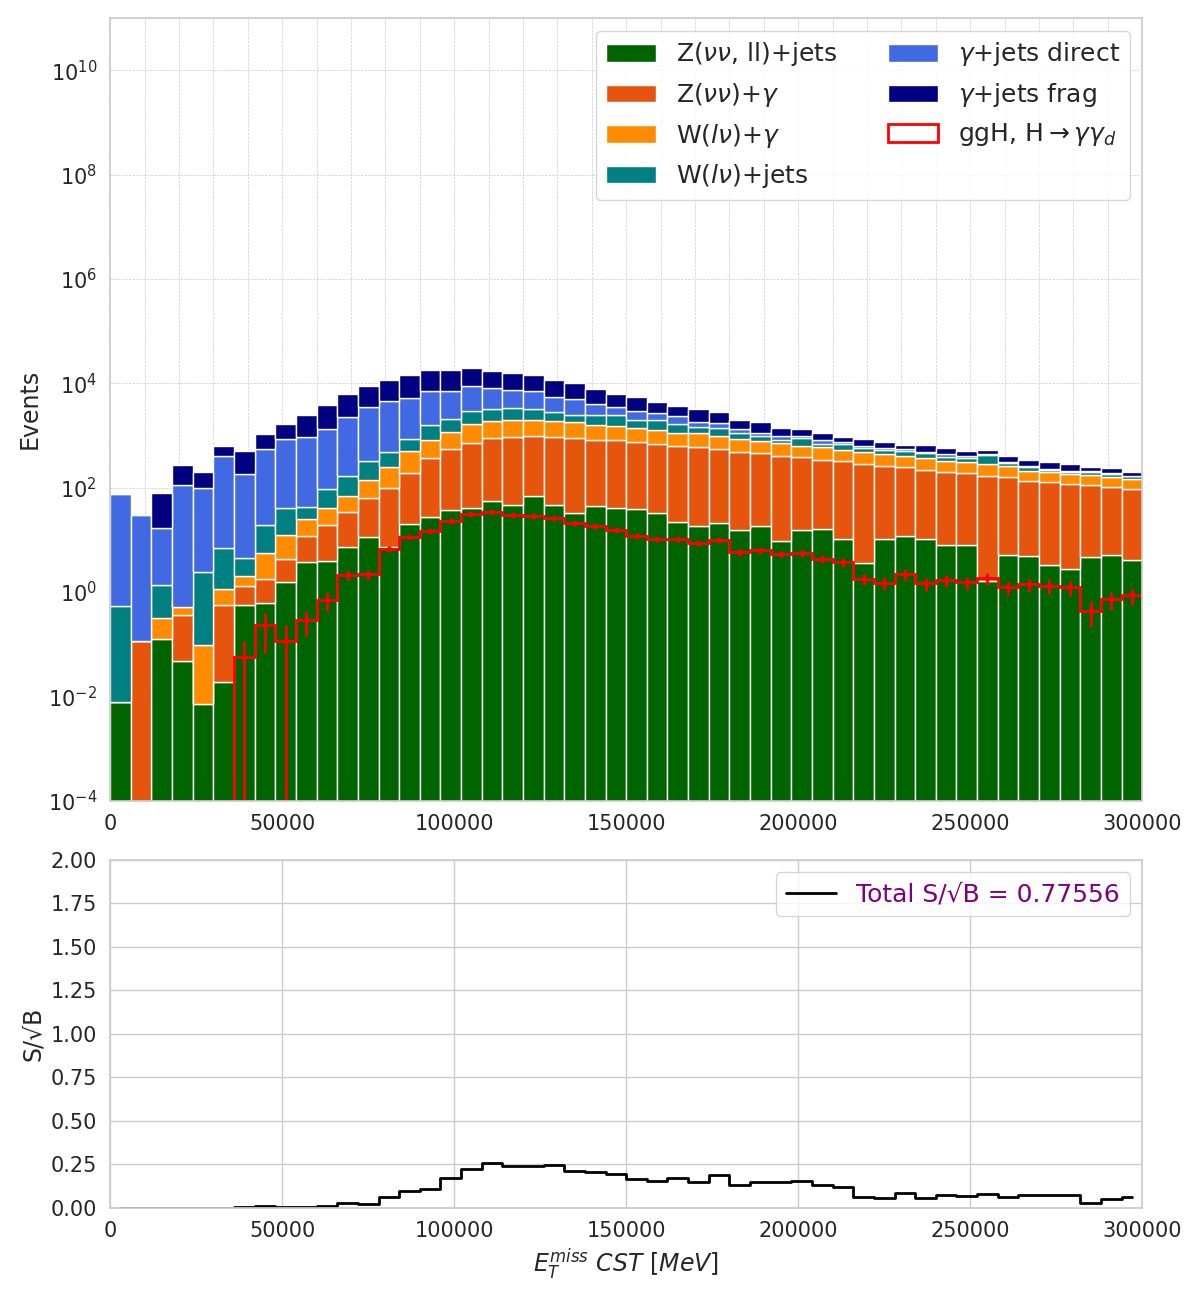 Z(νν, ll)+jets
Z(νν)+γ
W(lν)+γ
W(lν)+jets
γ+jets direct
γ+jets frag
ggH, H→γγ_d
Events
10^10
10^8
10^6
10^4
10^2
10^0
10^−2
10^−4
0 50000 100000 150000 200000 250000 300000
Total S/√B = 0.77556
S/√B
2.00
1.75
1.50
1.25
1.00
0.75
0.50
0.25
0.00
0 50000 100000 150000 200000 250000 300000
E_T^miss CST [MeV]